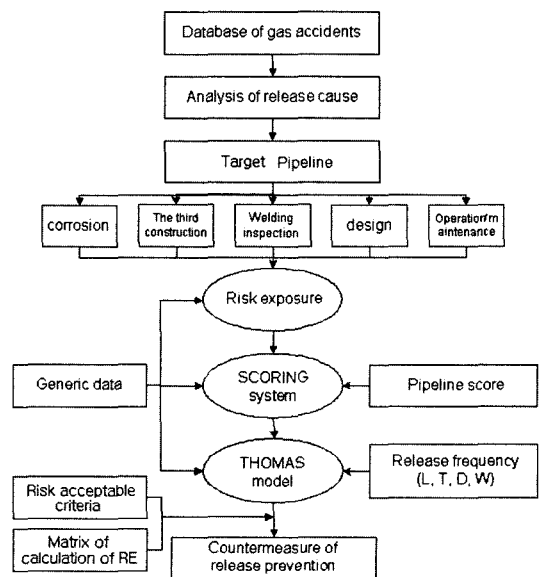 Database of gas accidents
Analysis of release cause
Target Pipeline
corrosion
The third
construction
Welding
inspection
design
Operation/m
aintenance
Risk exposure
Generic data
SCORING
system
Pipeline score
THOMAS
model
Release frequency
(L, T, D, W)
Risk acceptable
criteria
Matrix of
calculation of RE
Countermeasure of
release prevention